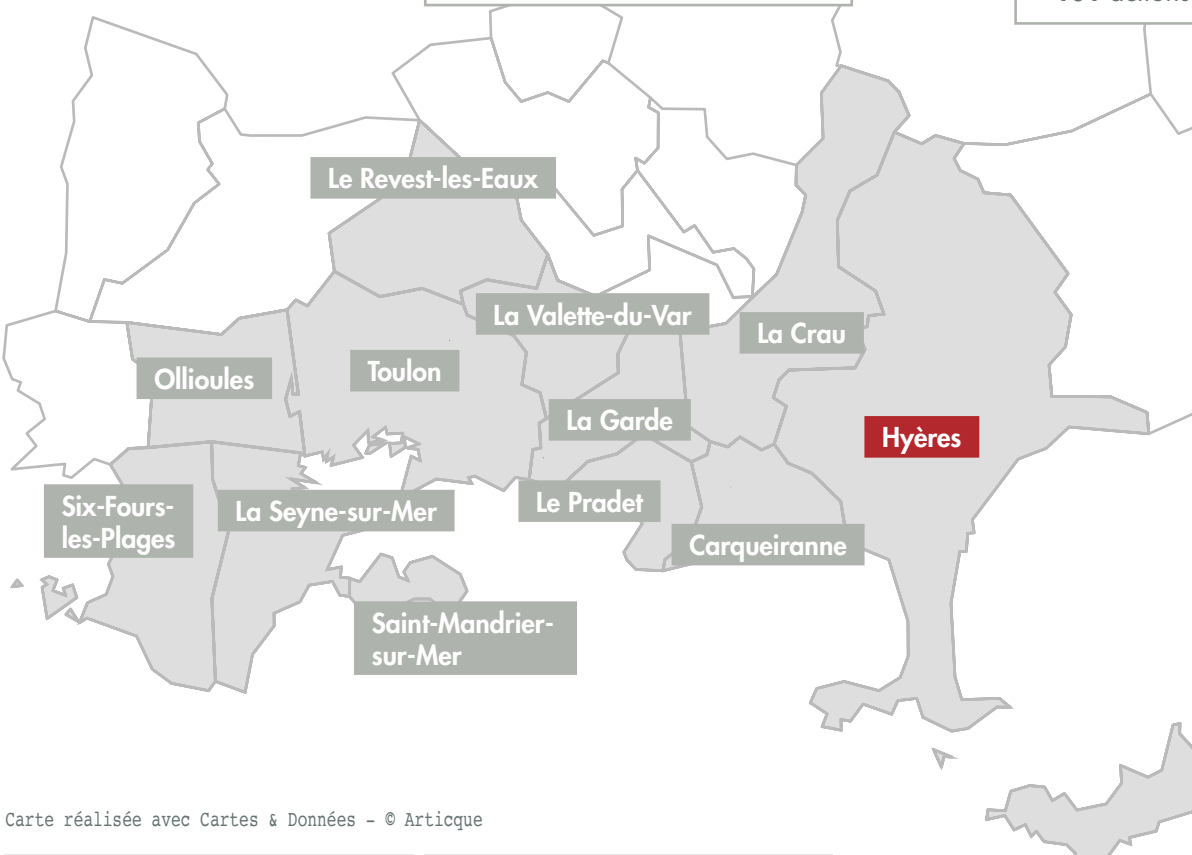 Le Revest-les-Eaux
La Valette-du-Var
La Crau
Ollioules
Toulon
La Garde
Hyères
Six-Fours-
les-Plages
La Seyne-sur-Mer
Le Pradet
Carqueiranne
Saint-Mandrier-
sur-Mer
Carte réalisée avec Cartes & Données - © Articque